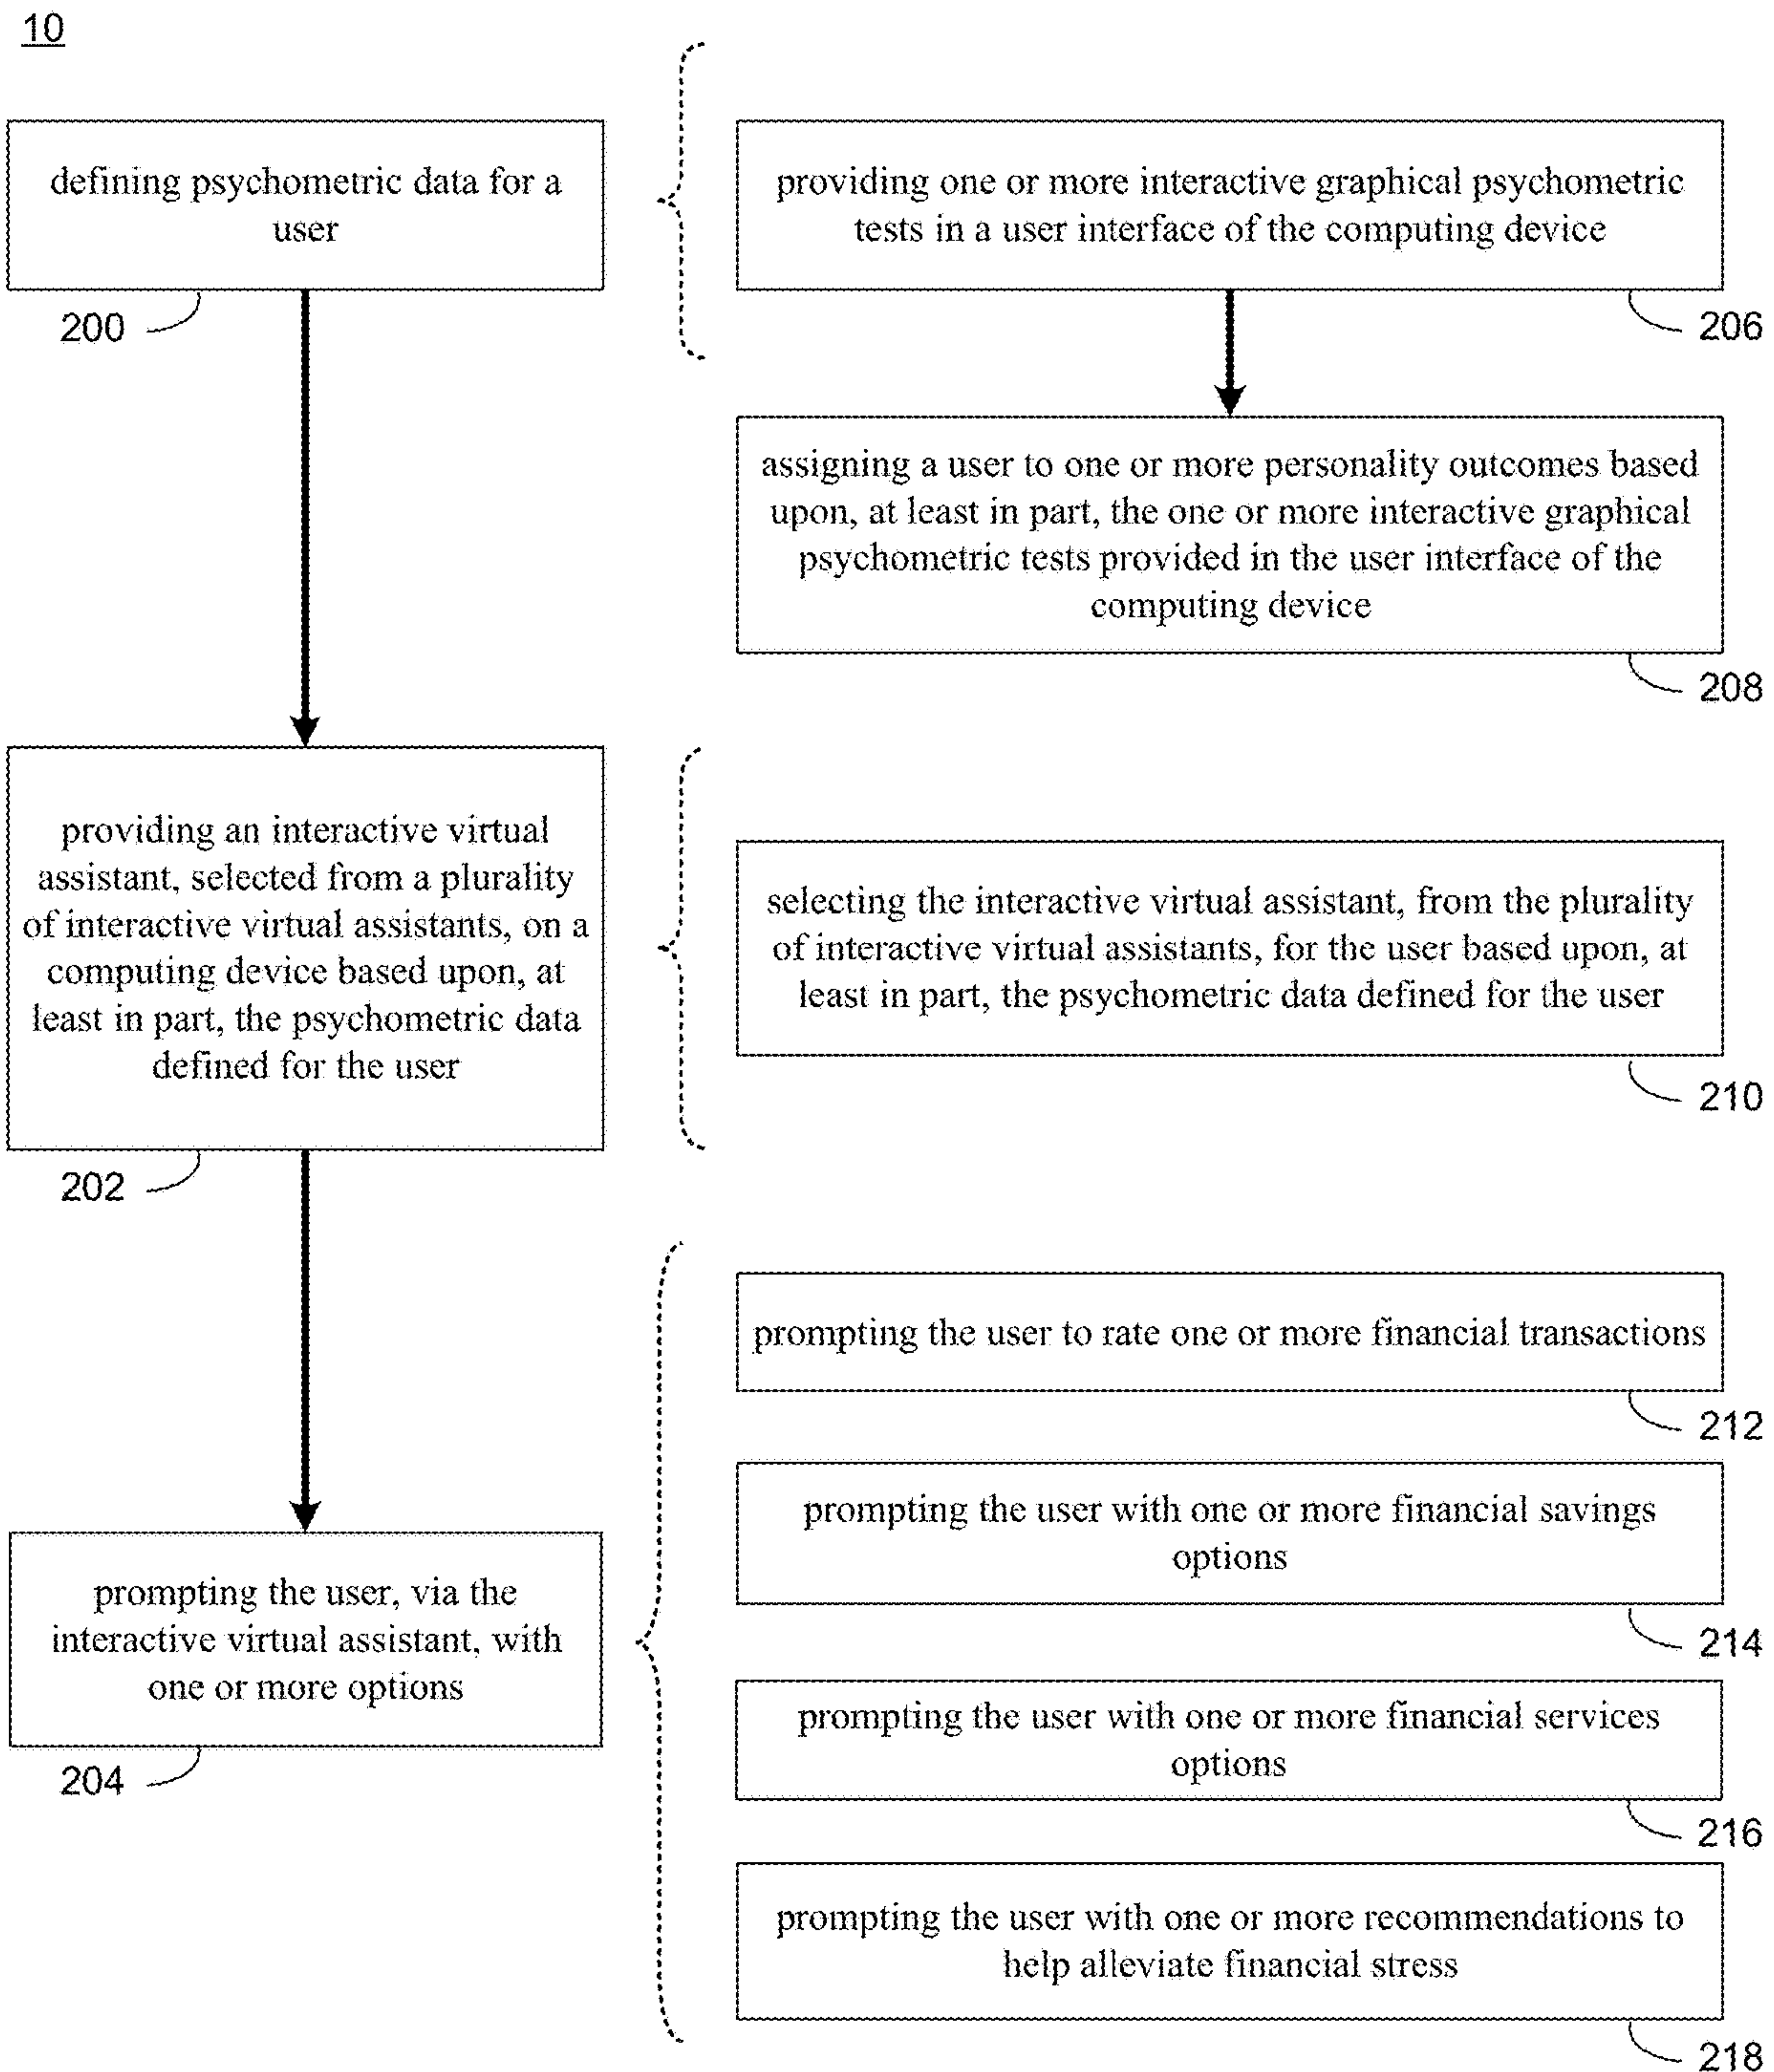 10
defining psychometric data for a
user
200
providing one or more interactive graphical psychometric
tests in a user interface of the computing device
206
assigning a user to one or more personality outcomes based
upon, at least in part, the one or more interactive graphical
psychometric tests provided in the user interface of the
computing device
208
providing an interactive virtual
assistant, selected from a plurality
of interactive virtual assistants, on a
computing device based upon, at
least in part, the psychometric data
defined for the user
202
selecting the interactive virtual assistant, from the plurality
of interactive virtual assistants, for the user based upon, at
least in part, the psychometric data defined for the user
210
prompting the user, via the
interactive virtual assistant, with
one or more options
204
prompting the user to rate one or more financial transactions
212
prompting the user with one or more financial savings
options
214
prompting the user with one or more financial services
options
216
prompting the user with one or more recommendations to
help alleviate financial stress
218